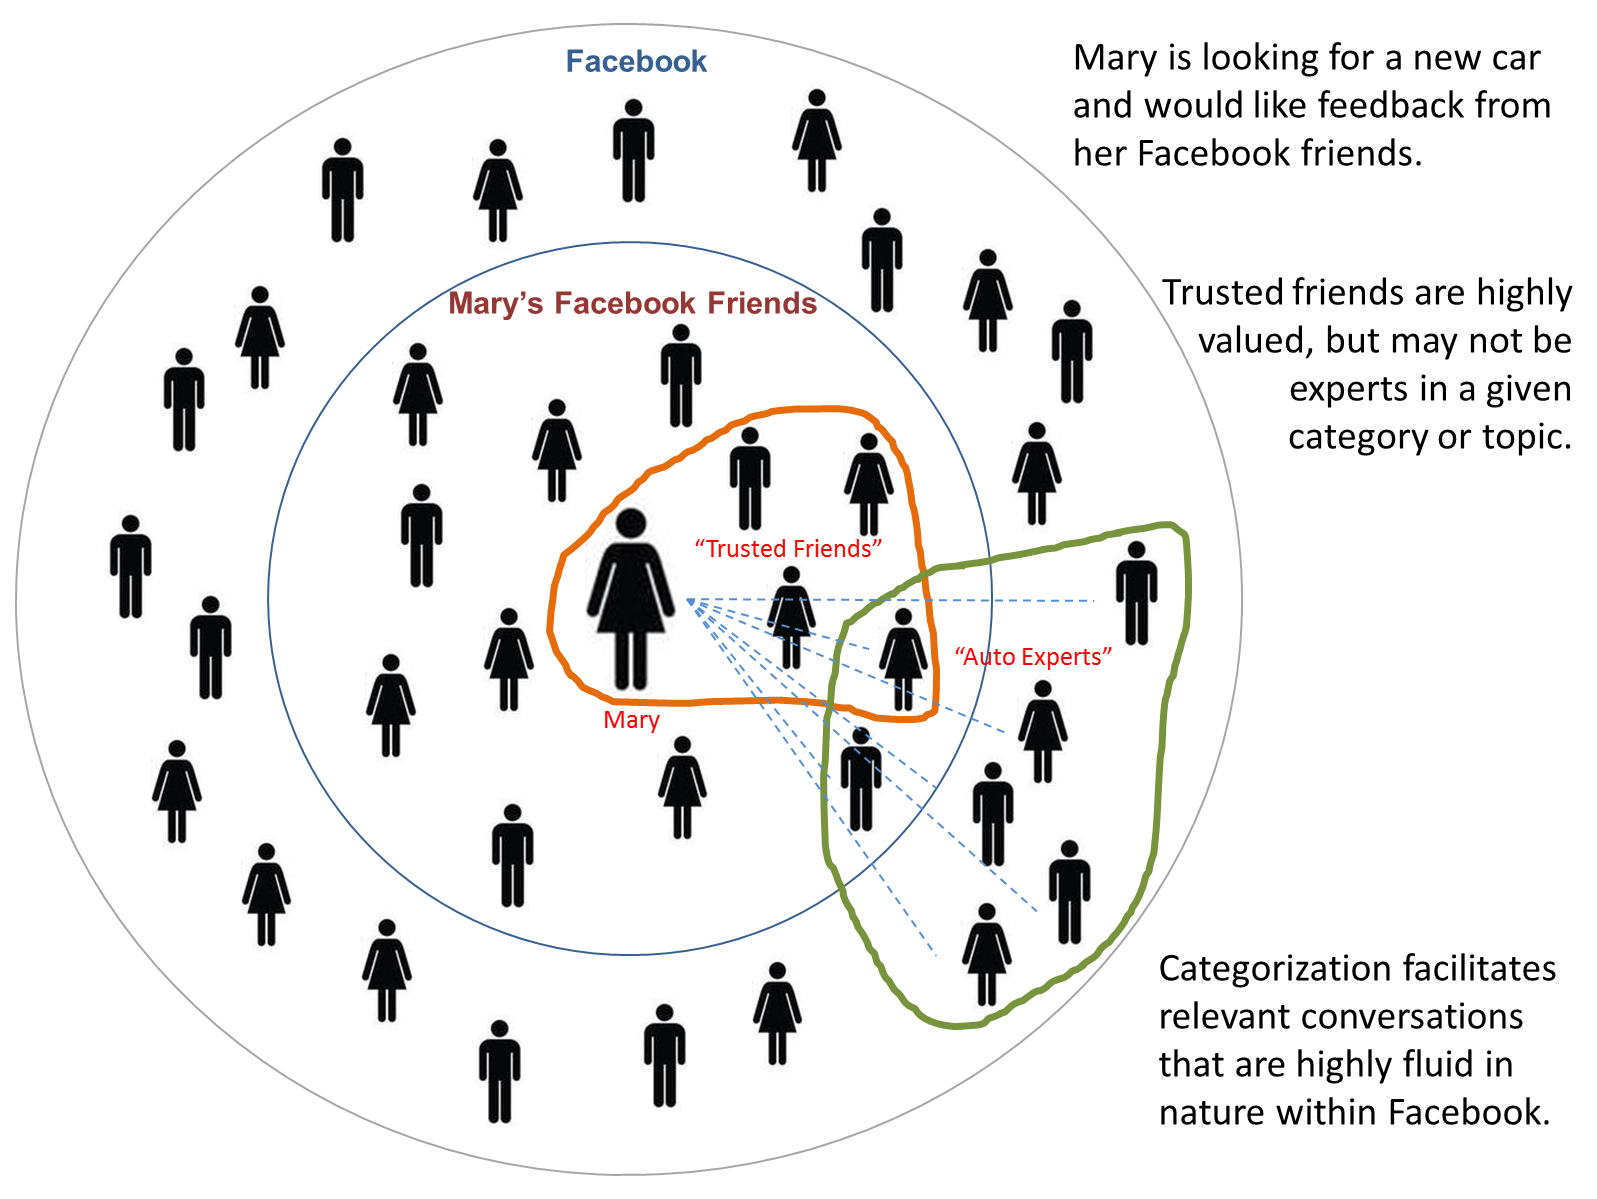 Facebook
Mary is looking for a new car
and would like feedback from
her Facebook friends.
Mary’s Facebook Friends
Trusted friends are highly
valued, but may not be
experts in a given
category or topic.
“Trusted Friends”
“Auto Experts”
Mary
Categorization facilitates
relevant conversations
that are highly fluid in
nature within Facebook.